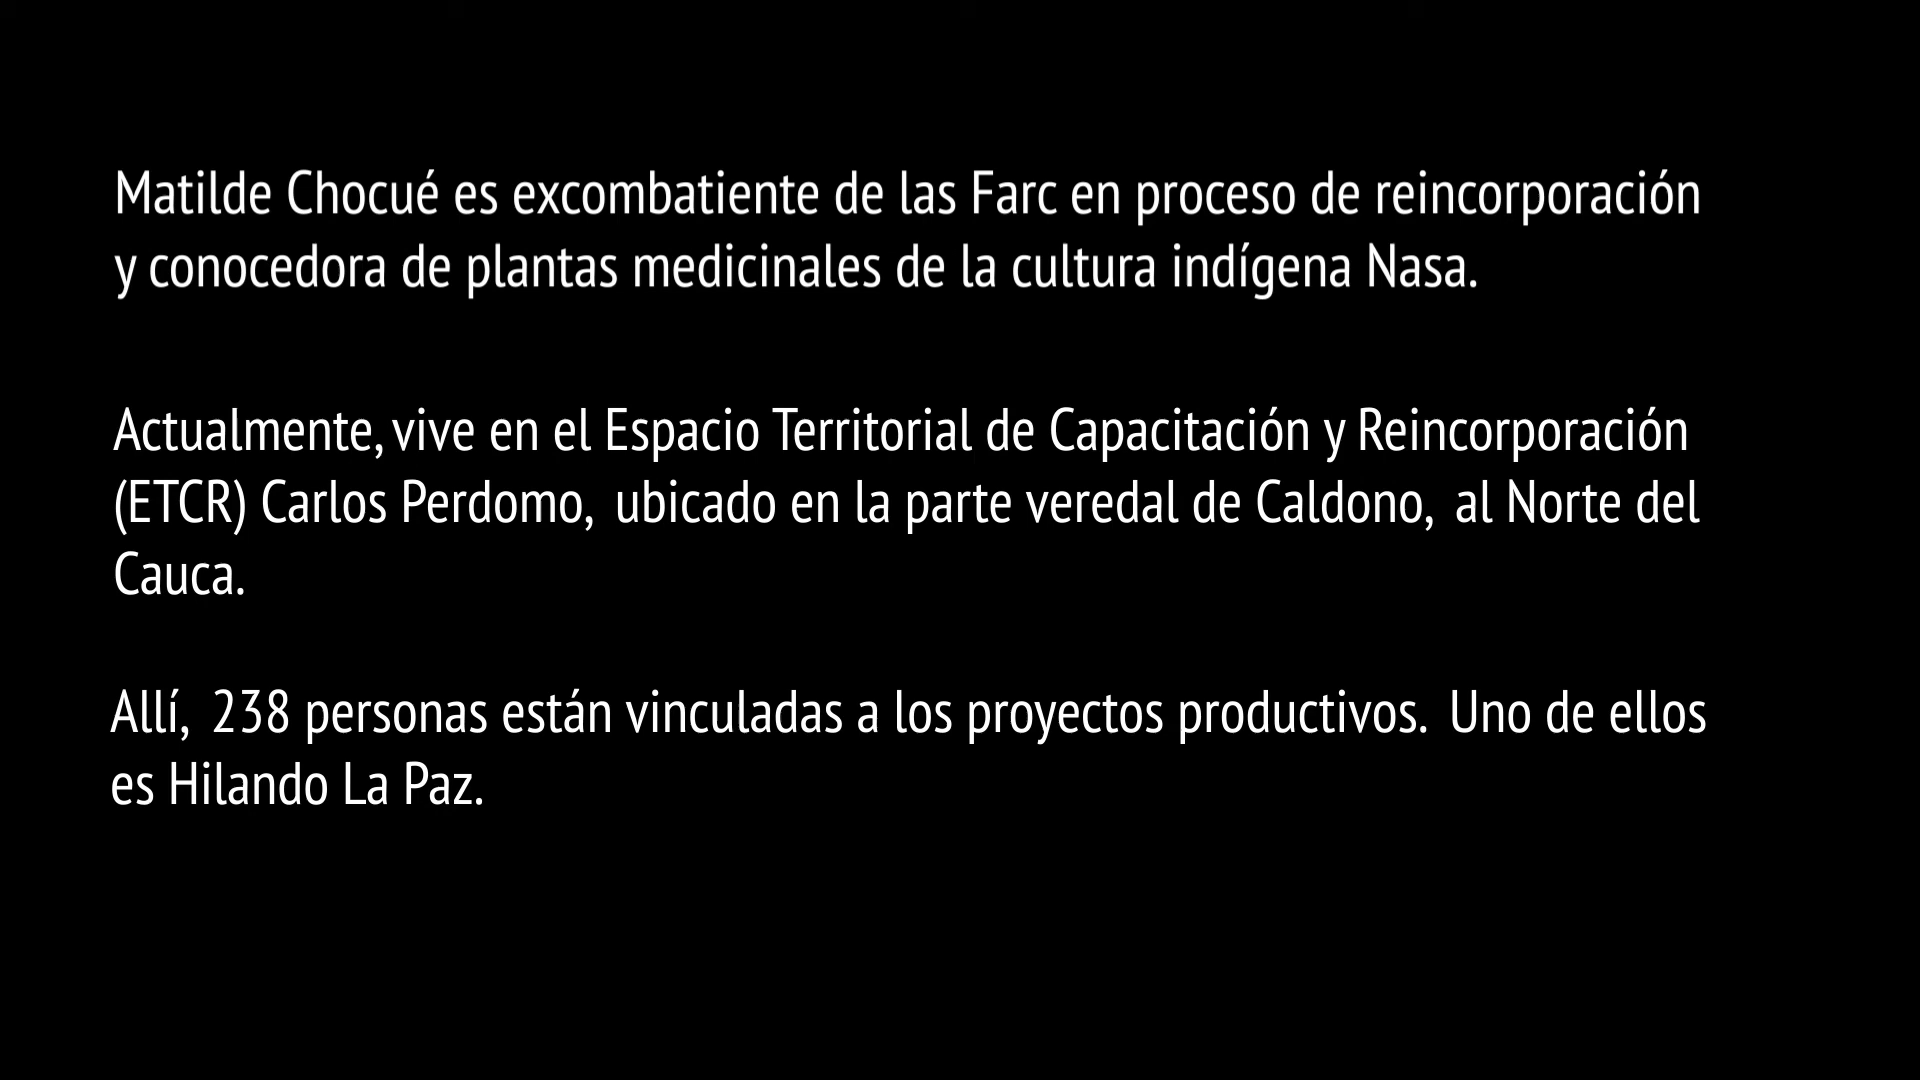 Matilde Chocué es excombatiente de las Farc en proceso de reincorporación
y conocedora de plantas medicinales de la cultura indígena Nasa.
Actualmente, vive en el Espacio Territorial de Capacitación y Reincorporación
(ETCR) Carlos Perdomo, ubicado en la parte veredal de Caldono, al Norte del
Cauca.
Allí, 238 personas están vinculadas a los proyectos productivos. Uno de ellos
es Hilando La Paz.